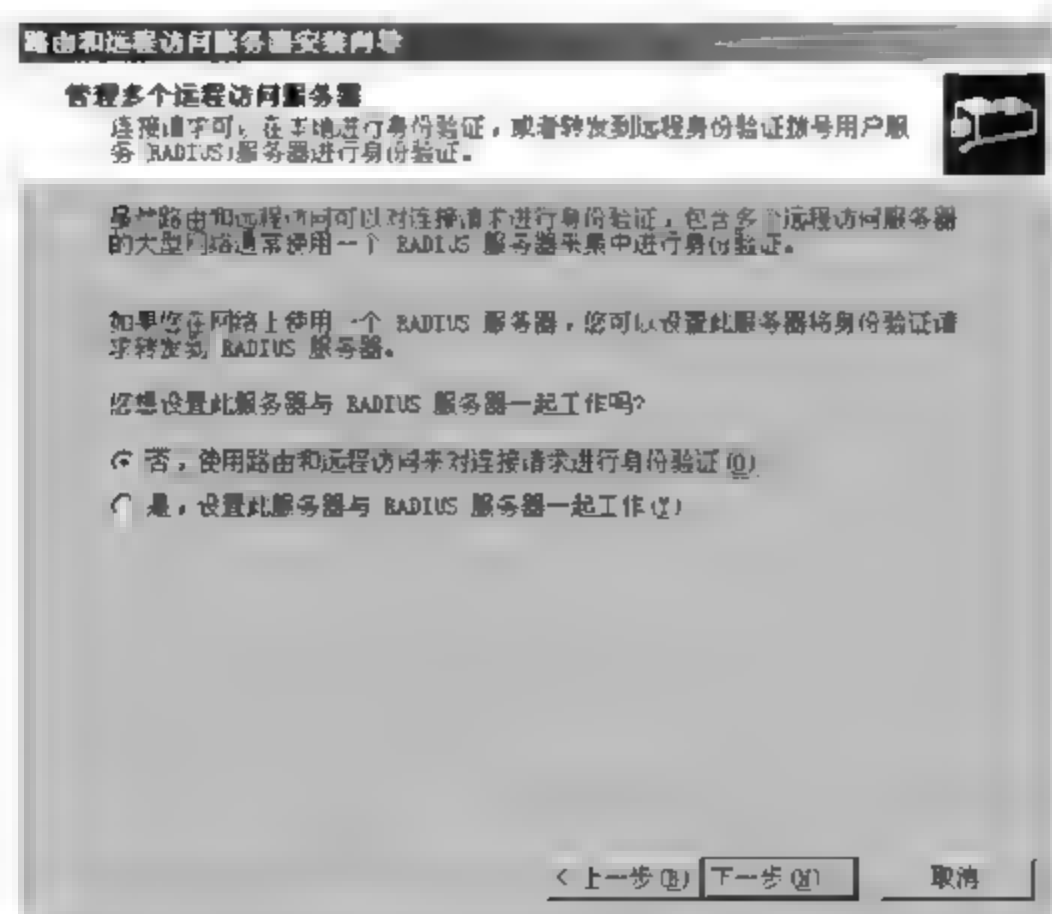 路由和远程访问服务器安装向导
管理多个远程访问服务器
连接请求可以在本地进行身份验证，或者转发到远程身份验证拨号用户服
务(RADIUS)服务器进行身份验证。
虽然路由和远程访问可以对连接请求进行身份验证，包含多个远程访问服务器
的大型网络通常使用一个 RADIUS 服务器来集中进行身份验证。
如果您在网络上使用一个 RADIUS 服务器，您可以设置此服务器将身份验证请
求转发到 RADIUS 服务器。
您想设置此服务器与 RADIUS 服务器一起工作吗?
否，使用路由和远程访问来对连接请求进行身份验证(O)
是，设置此服务器与 RADIUS 服务器一起工作(Y)
< 上一步(B)
下一步(N)
取消